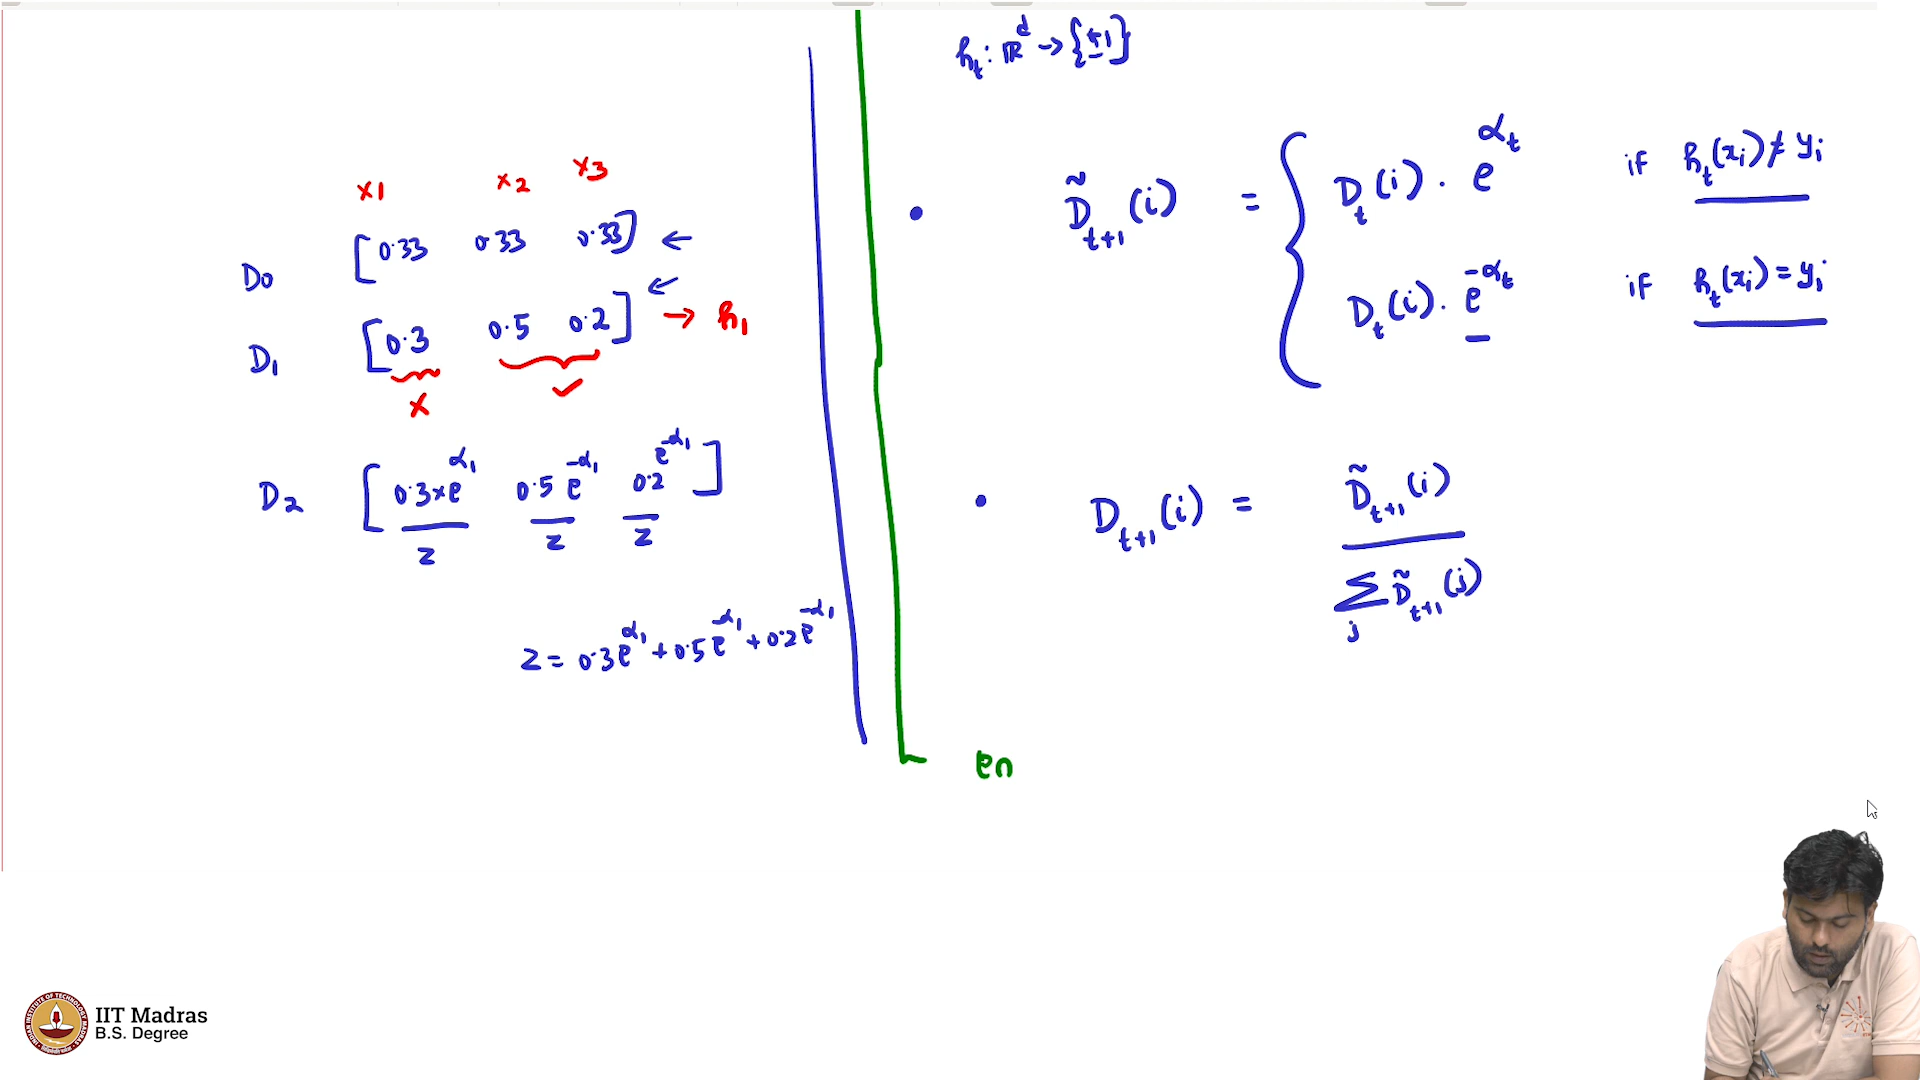 x1 x2 x3
D0 [0.33 0.33 0.33] ←
←
D1 [0.3 0.5 0.2] → h1
x ✓
D2 [0.3×e^α1 / z 0.5 e^-α1 / z 0.2 e^-α1 / z]
z = 0.3e^α1 + 0.5e^-α1 + 0.2e^-α1
h_t : ℝ^d → {±1}
• D̃_t+1(i) = { D_t(i) . e^α_t if h_t(x_i) ≠ y_i
D_t(i) . e^-α_t if h_t(x_i) = y_i
• D_t+1(i) = D̃_t+1(i) / Σ_j D̃_t+1(j)
en
IIT Madras
B.S. Degree